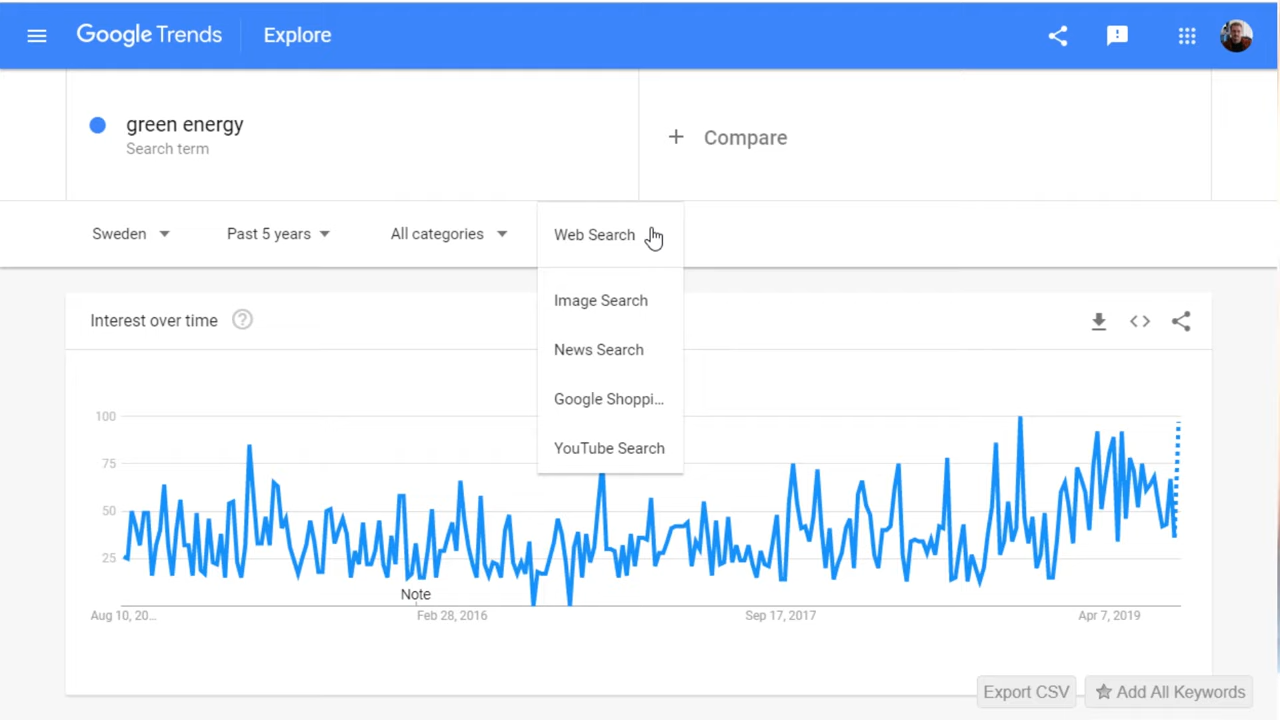 Google Trends Explore
green energy
Search term
Compare
Sweden Past 5 years All categories Web Search
Image Search
News Search
Google Shoppi...
YouTube Search
Interest over time ?
100
75
50
25
Note
Aug 10, 20... Feb 28, 2016 Sep 17, 2017 Apr 7, 2019
Export CSV Add All Keywords